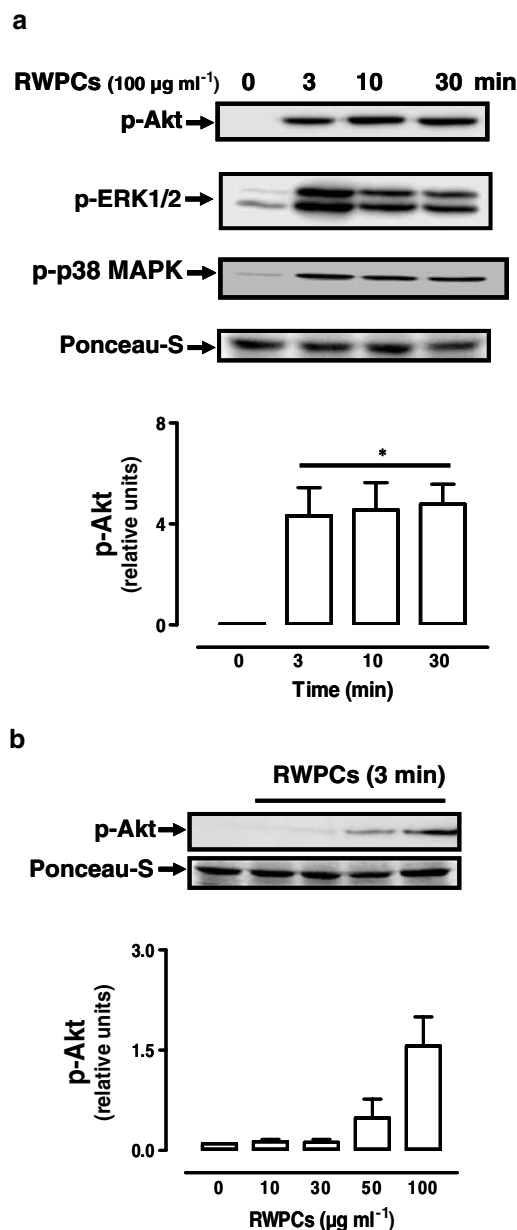 a
RWPCs (100 µg ml⁻¹) 0 3 10 30 min
p-Akt
p-ERK1/2
p-p38 MAPK
Ponceau-S
8
*
4
0
p-Akt
(relative units)
0 3 10 30
Time (min)
b
RWPCs (3 min)
p-Akt
Ponceau-S
3.0
1.5
0.0
p-Akt
(relative units)
0 10 30 50 100
RWPCs (µg ml⁻¹)